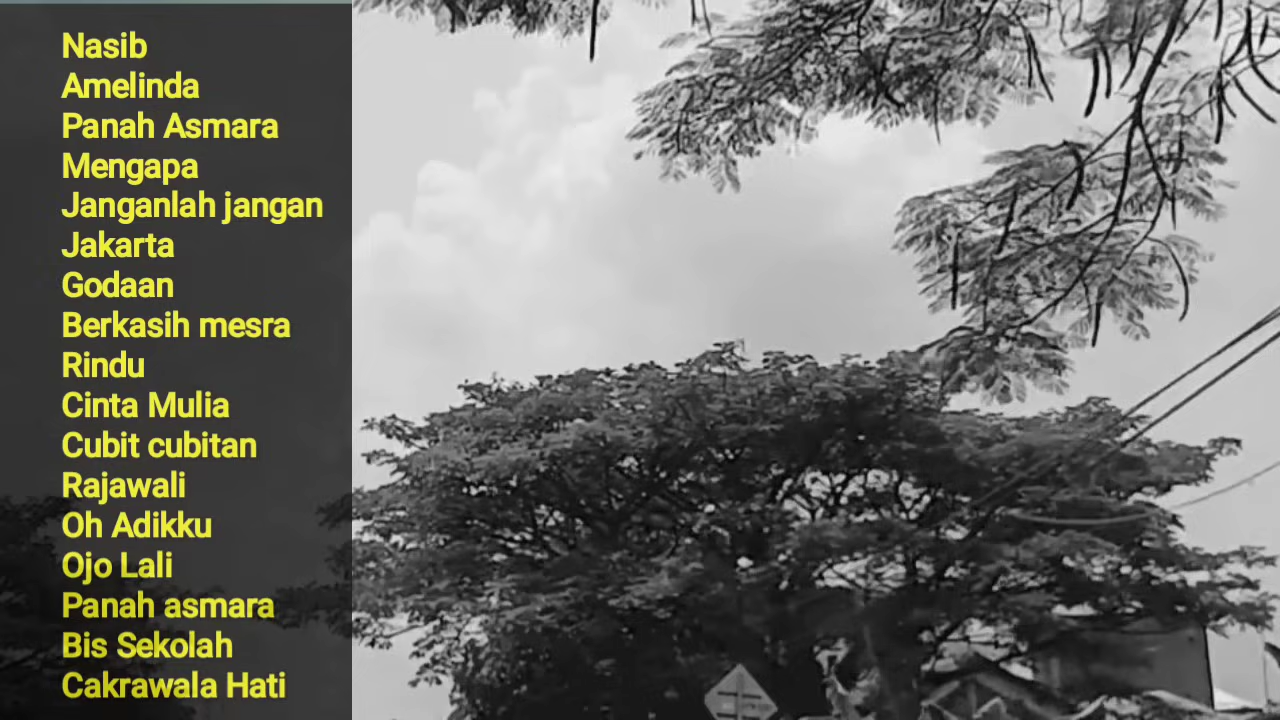 Nasib
Amelinda
Panah Asmara
Mengapa
Janganlah jangan
Jakarta
Godaan
Berkasih mesra
Rindu
Cinta Mulia
Cubit cubitan
Rajawali
Oh Adikku
Ojo Lali
Panah asmara
Bis Sekolah
Cakrawala Hati